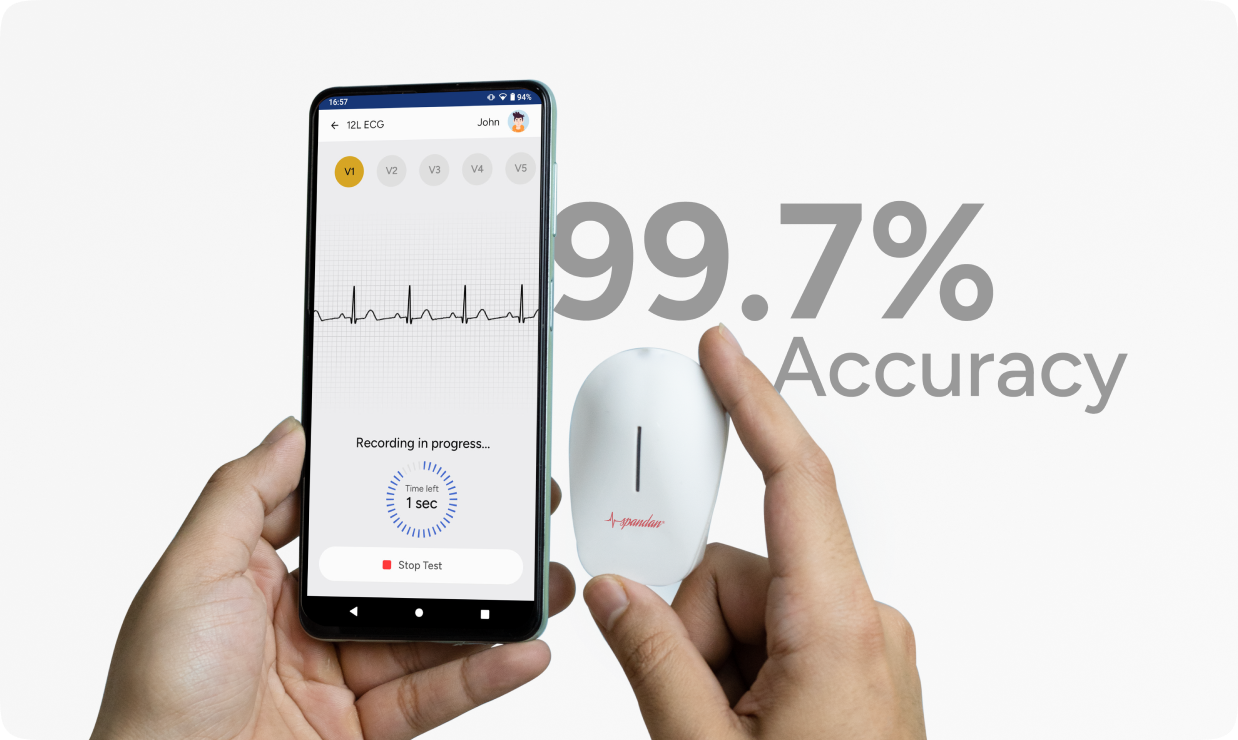 16:57
94%
12L ECG
John
V1 V2 V3 V4 V5
99.7%
Accuracy
Recording in progress...
Time left
1 sec
spandan
Stop Test